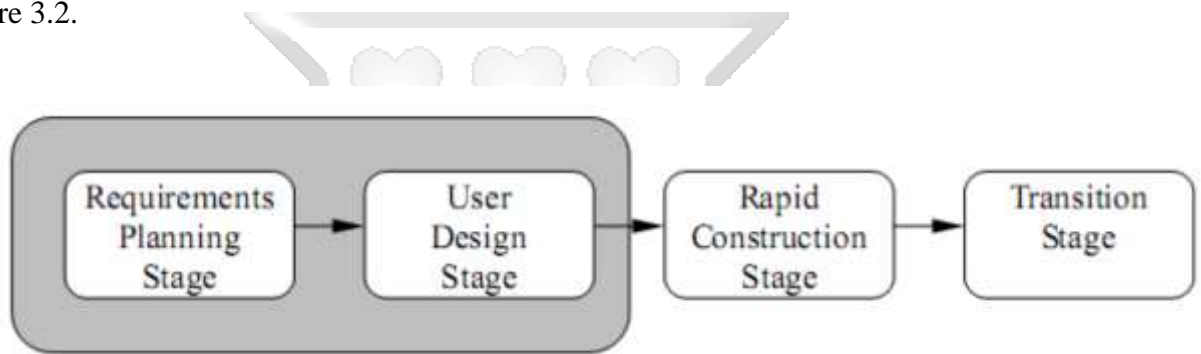 re 3.2.
Requirements
Planning
Stage
User
Design
Stage
Rapid
Construction
Stage
Transition
Stage